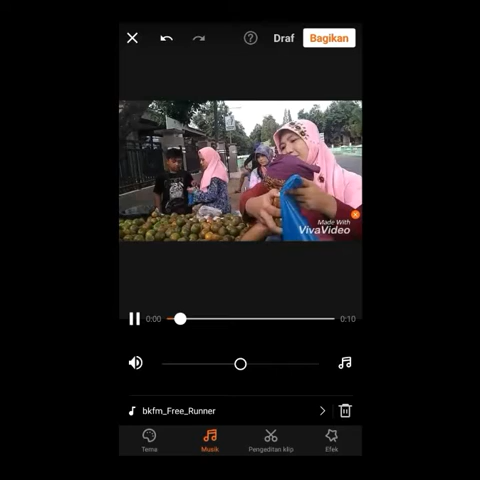 Draf
Bagikan
Made With
VivaVideo
0:00
0:10
bkfm_Free_Runner
Tema
Musik
Pengeditan klip
Efek